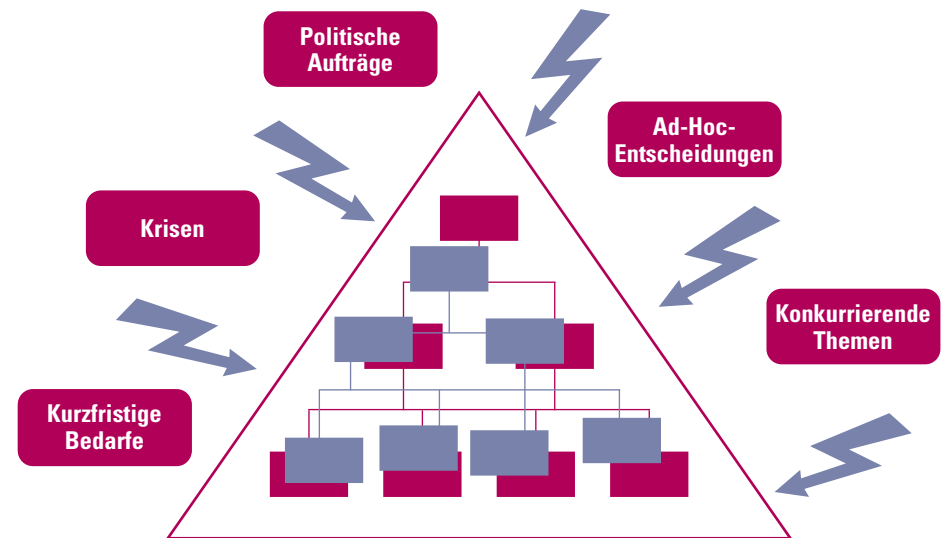 Politische
Aufträge
Ad-Hoc-
Entscheidungen
Krisen
Konkurrierende
Themen
Kurzfristige
Bedarfe